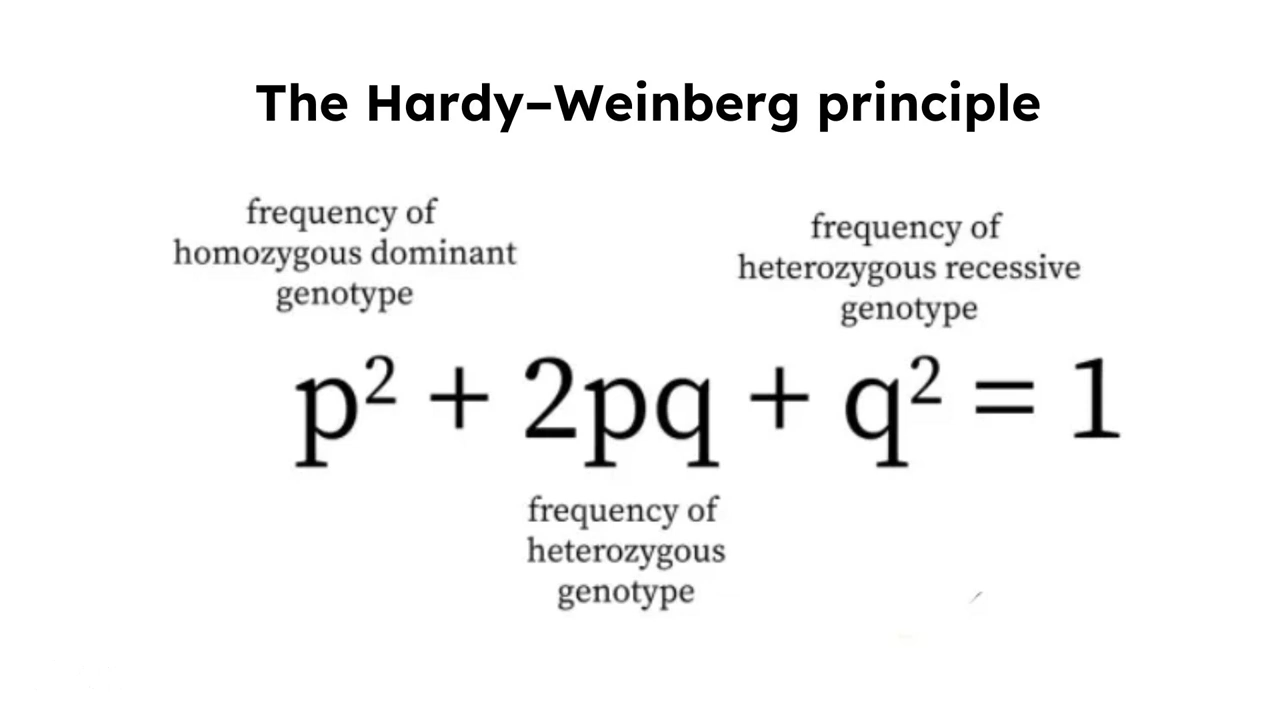 The Hardy–Weinberg principle
frequency of
homozygous dominant
genotype
frequency of
heterozygous recessive
genotype
p² + 2pq + q² = 1
frequency of
heterozygous
genotype